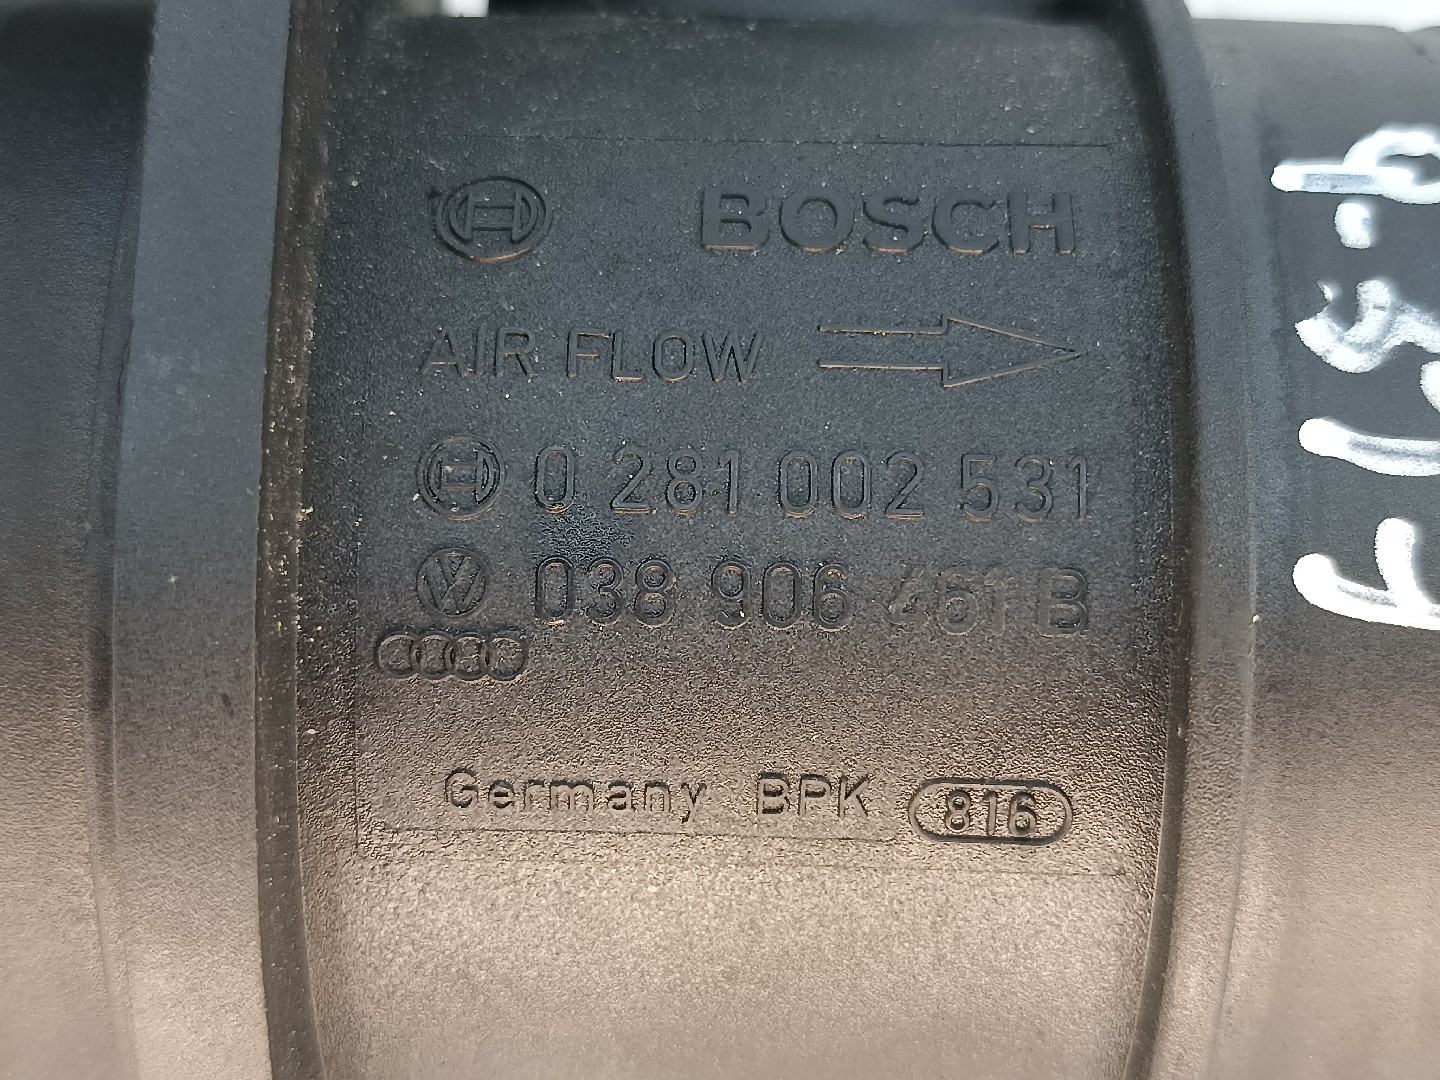 BOSCH
AIR FLOW
0 281 002 531
038 906 461 B
Germany BPK 816